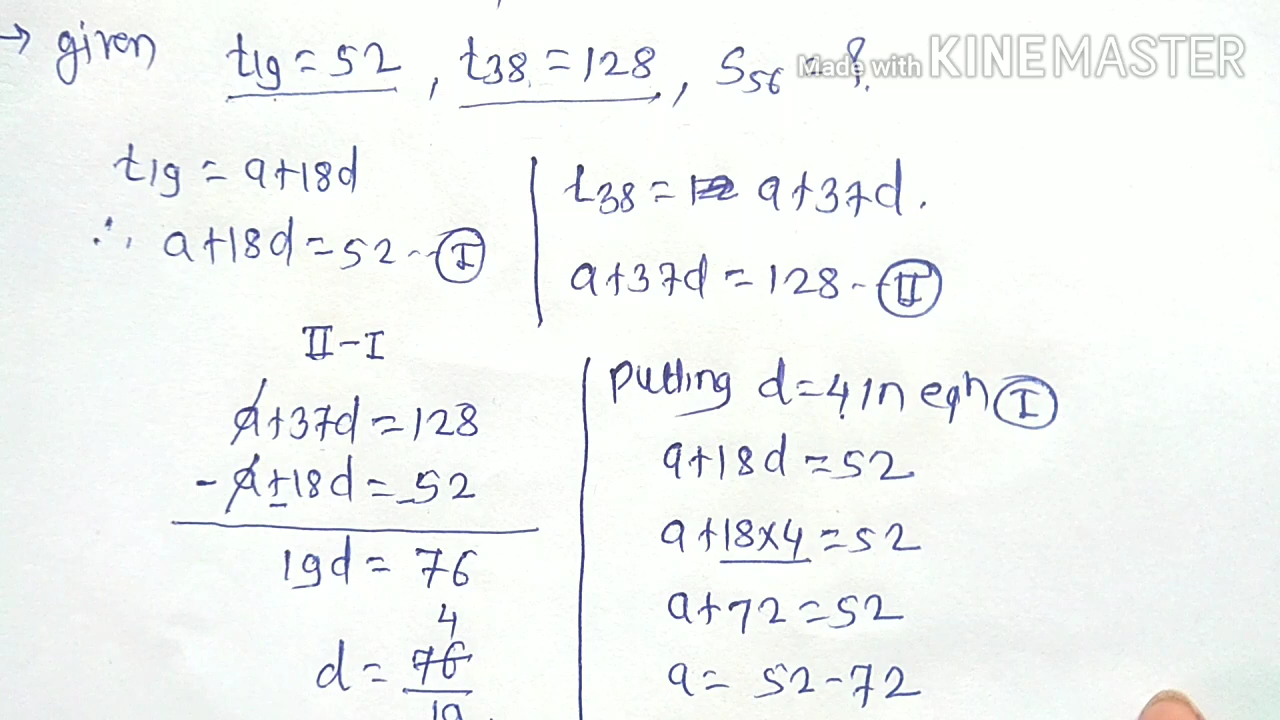 → given t19 = 52, t38 = 128, S56 = ?
Made with KINEMASTER
t19 = a+18d
∴ a+18d = 52 -- I
t38 = a+37d.
a+37d = 128 -- II
II - I
a+37d = 128
- a+18d = 52
19d = 76
4
d = 76
19
Putting d=4 in eqn I
a+18d = 52
a+18×4 = 52
a+72 = 52
a = 52-72